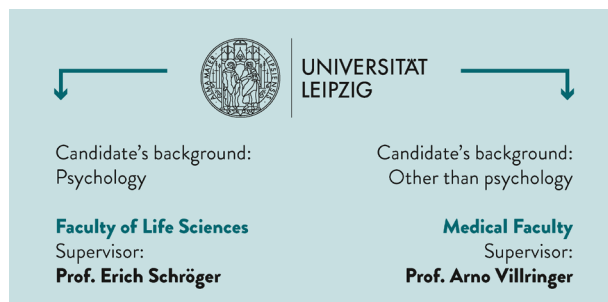 UNIVERSITÄT
LEIPZIG
Candidate's background:
Psychology
Faculty of Life Sciences
Supervisor:
Prof. Erich Schröger
Candidate's background:
Other than psychology
Medical Faculty
Supervisor:
Prof. Arno Villringer